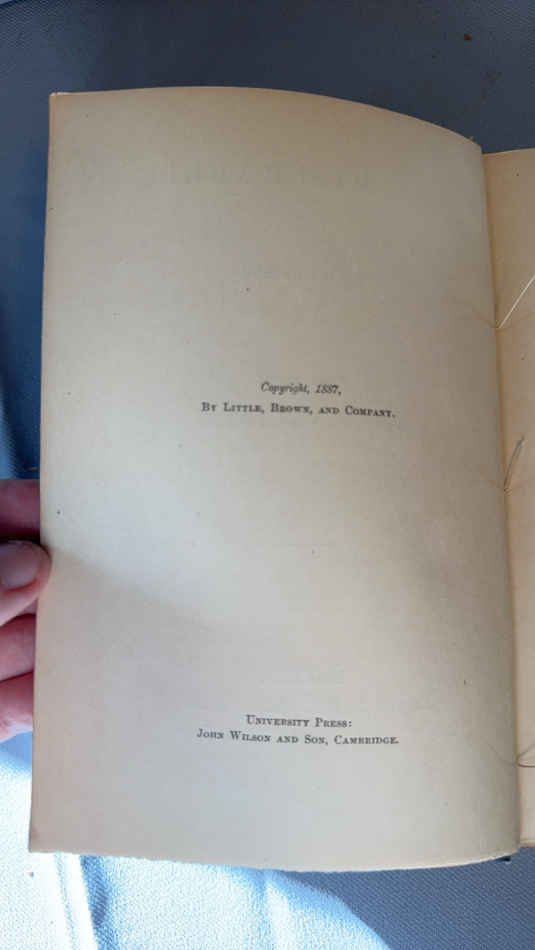 Copyright, 1887,
BY LITTLE, BROWN, AND COMPANY.
UNIVERSITY PRESS:
JOHN WILSON AND SON, CAMBRIDGE.